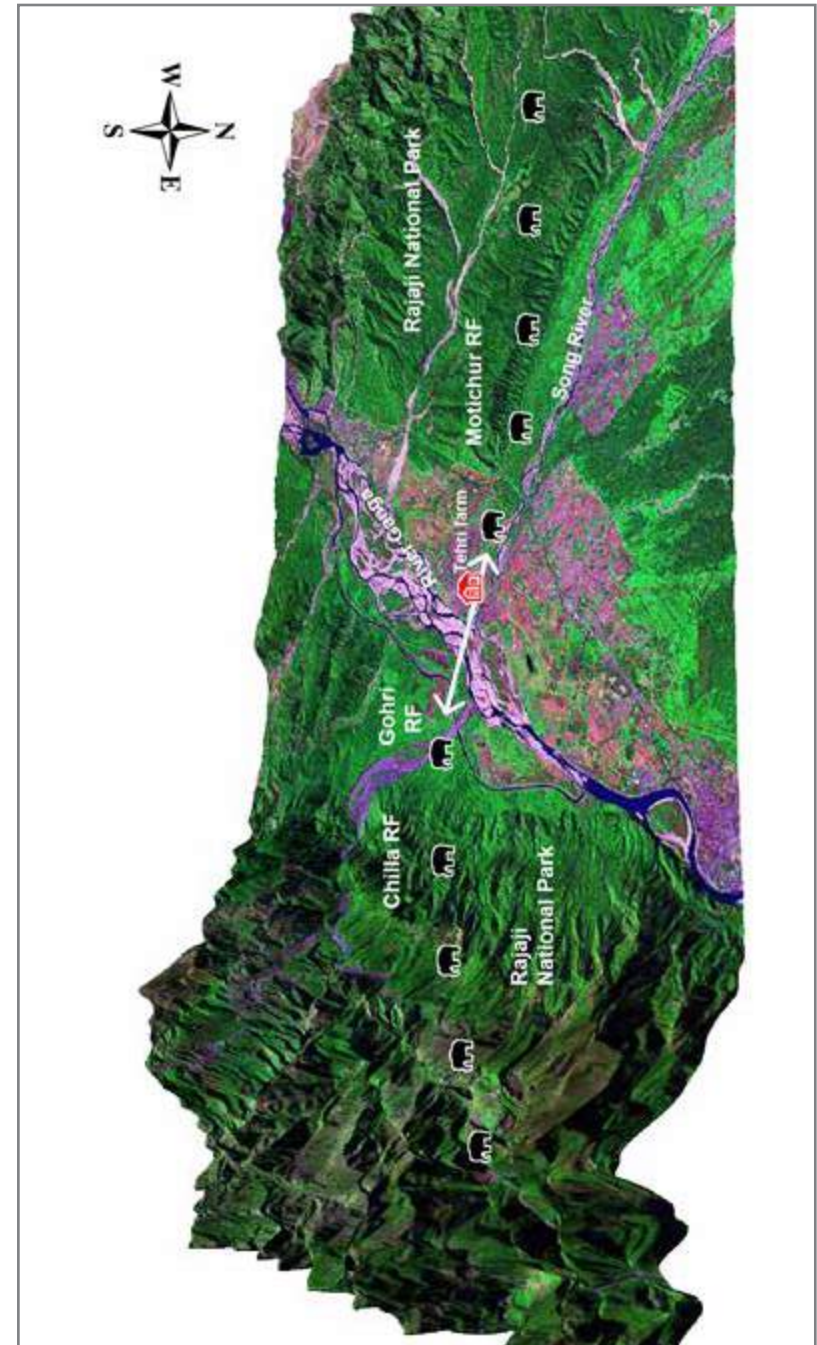 W
N
S
E
Rajaji National Park
Motichur RF
Song River
River Ganga
Tehri farm
Gohri
RF
Chilla RF
Rajaji
National Park